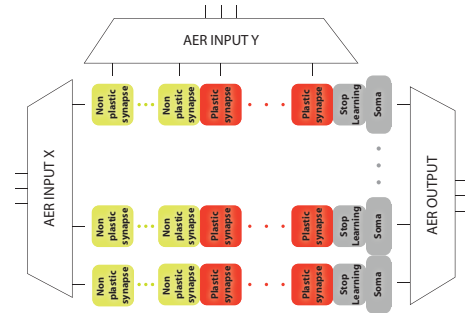 AER INPUT Y
AER INPUT X
Non
plastic
synapse
Non
plastic
synapse
Plastic
synapse
Plastic
synapse
Stop
Learning
Soma
AER OUTPUT
Non
plastic
synapse
Non
plastic
synapse
Plastic
synapse
Plastic
synapse
Stop
Learning
Soma
Non
plastic
synapse
Non
plastic
synapse
Plastic
synapse
Plastic
synapse
Stop
Learning
Soma